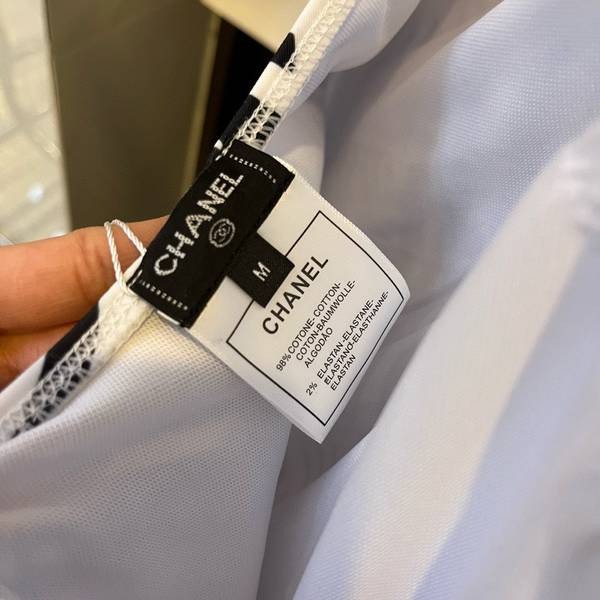 CHANEL
M
CHANEL
98% COTONE-COTTON-
COTON-BAUMWOLLE-
ALGODÃO
2% ELASTAN-ELASTANE-
ELASTANO-ELASTHANNE-
ELASTAN